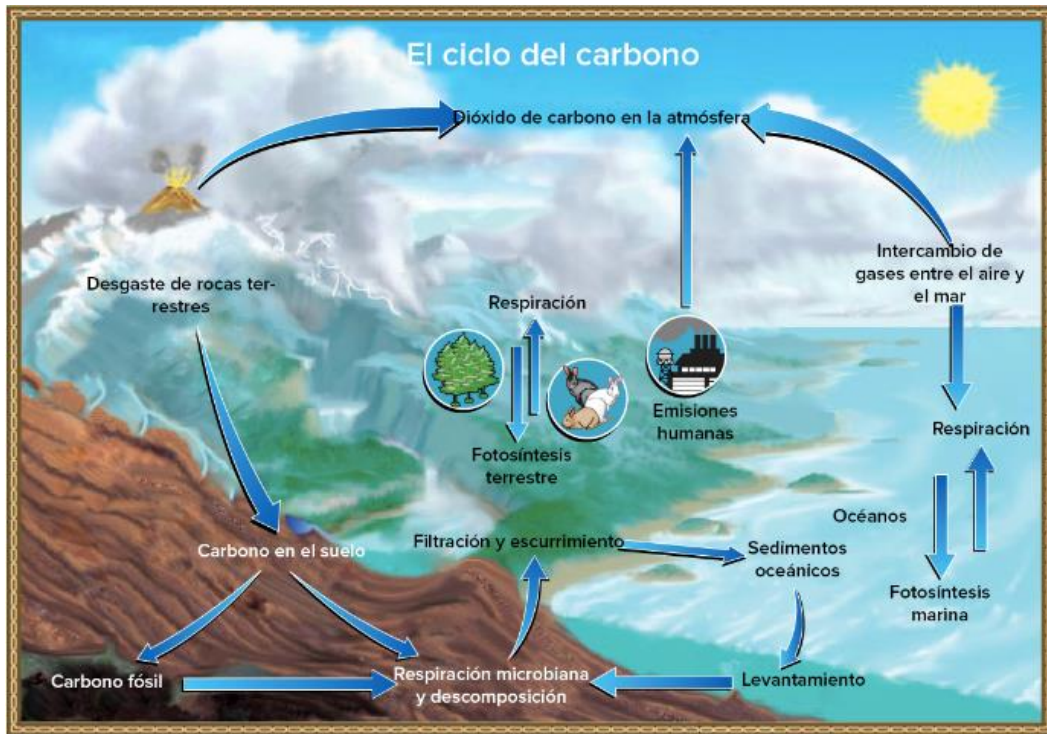 El ciclo del carbono
Dióxido de carbono en la atmósfera
Intercambio de
gases entre el aire y
el mar
Desgaste de rocas ter-
restres
Respiración
Emisiones
humanas
Respiración
Fotosíntesis
terrestre
Océanos
Carbono en el suelo
Filtración y escurrimiento
Sedimentos
oceánicos
Fotosíntesis
marina
Carbono fósil
Respiración microbiana
y descomposición
Levantamiento